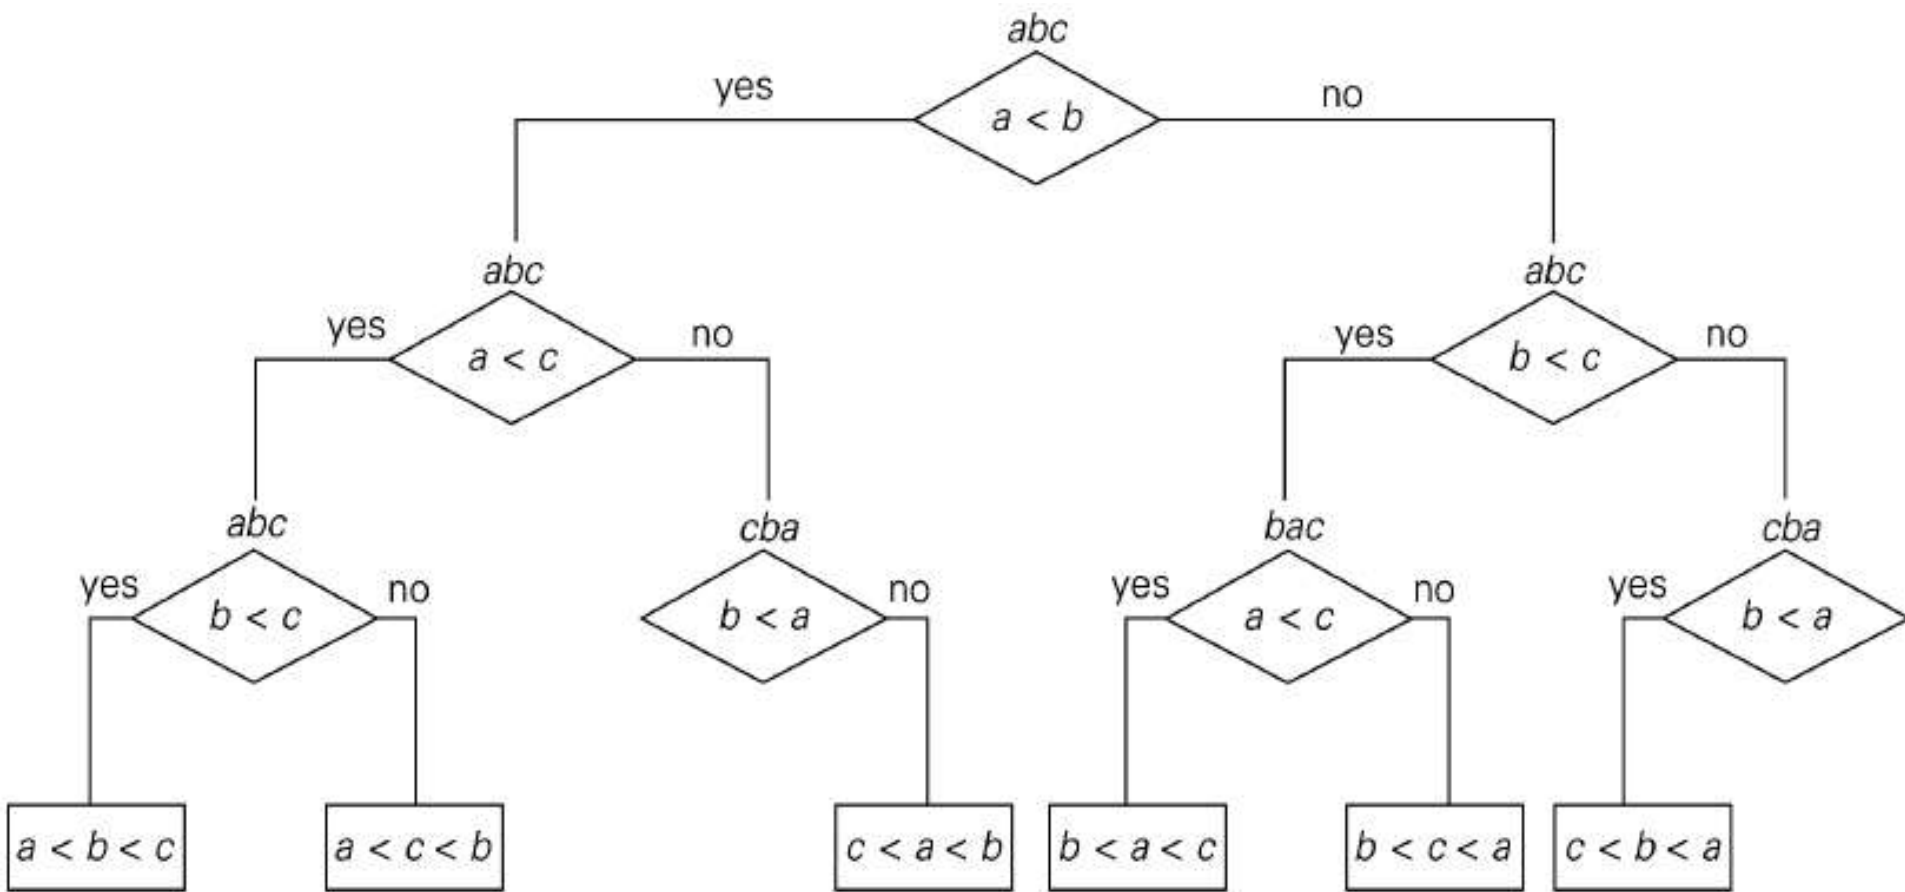 abc
yes
a < b
no
abc
abc
yes
a < c
no
yes
b < c
no
abc
cba
bac
cba
yes
b < c
no
b < a
no
yes
a < c
no
yes
b < a
a < b < c
a < c < b
c < a < b
b < a < c
b < c < a
c < b < a